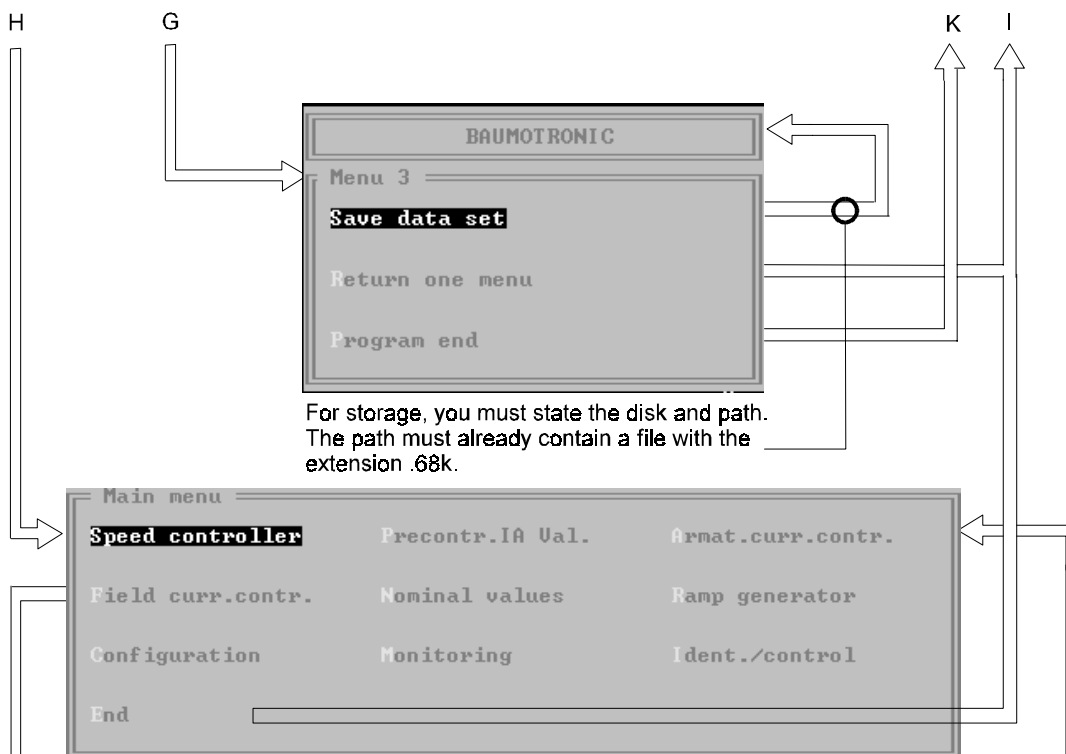 H G K I
BAUMOTRONIC
Menu 3
Save data set
Return one menu
Program end
For storage, you must state the disk and path.
The path must already contain a file with the
extension .68k.
Main menu
Speed controller Precontr.IA Val. Armat.curr.contr.
Field curr.contr. Nominal values Ramp generator
Configuration Monitoring Ident./control
End